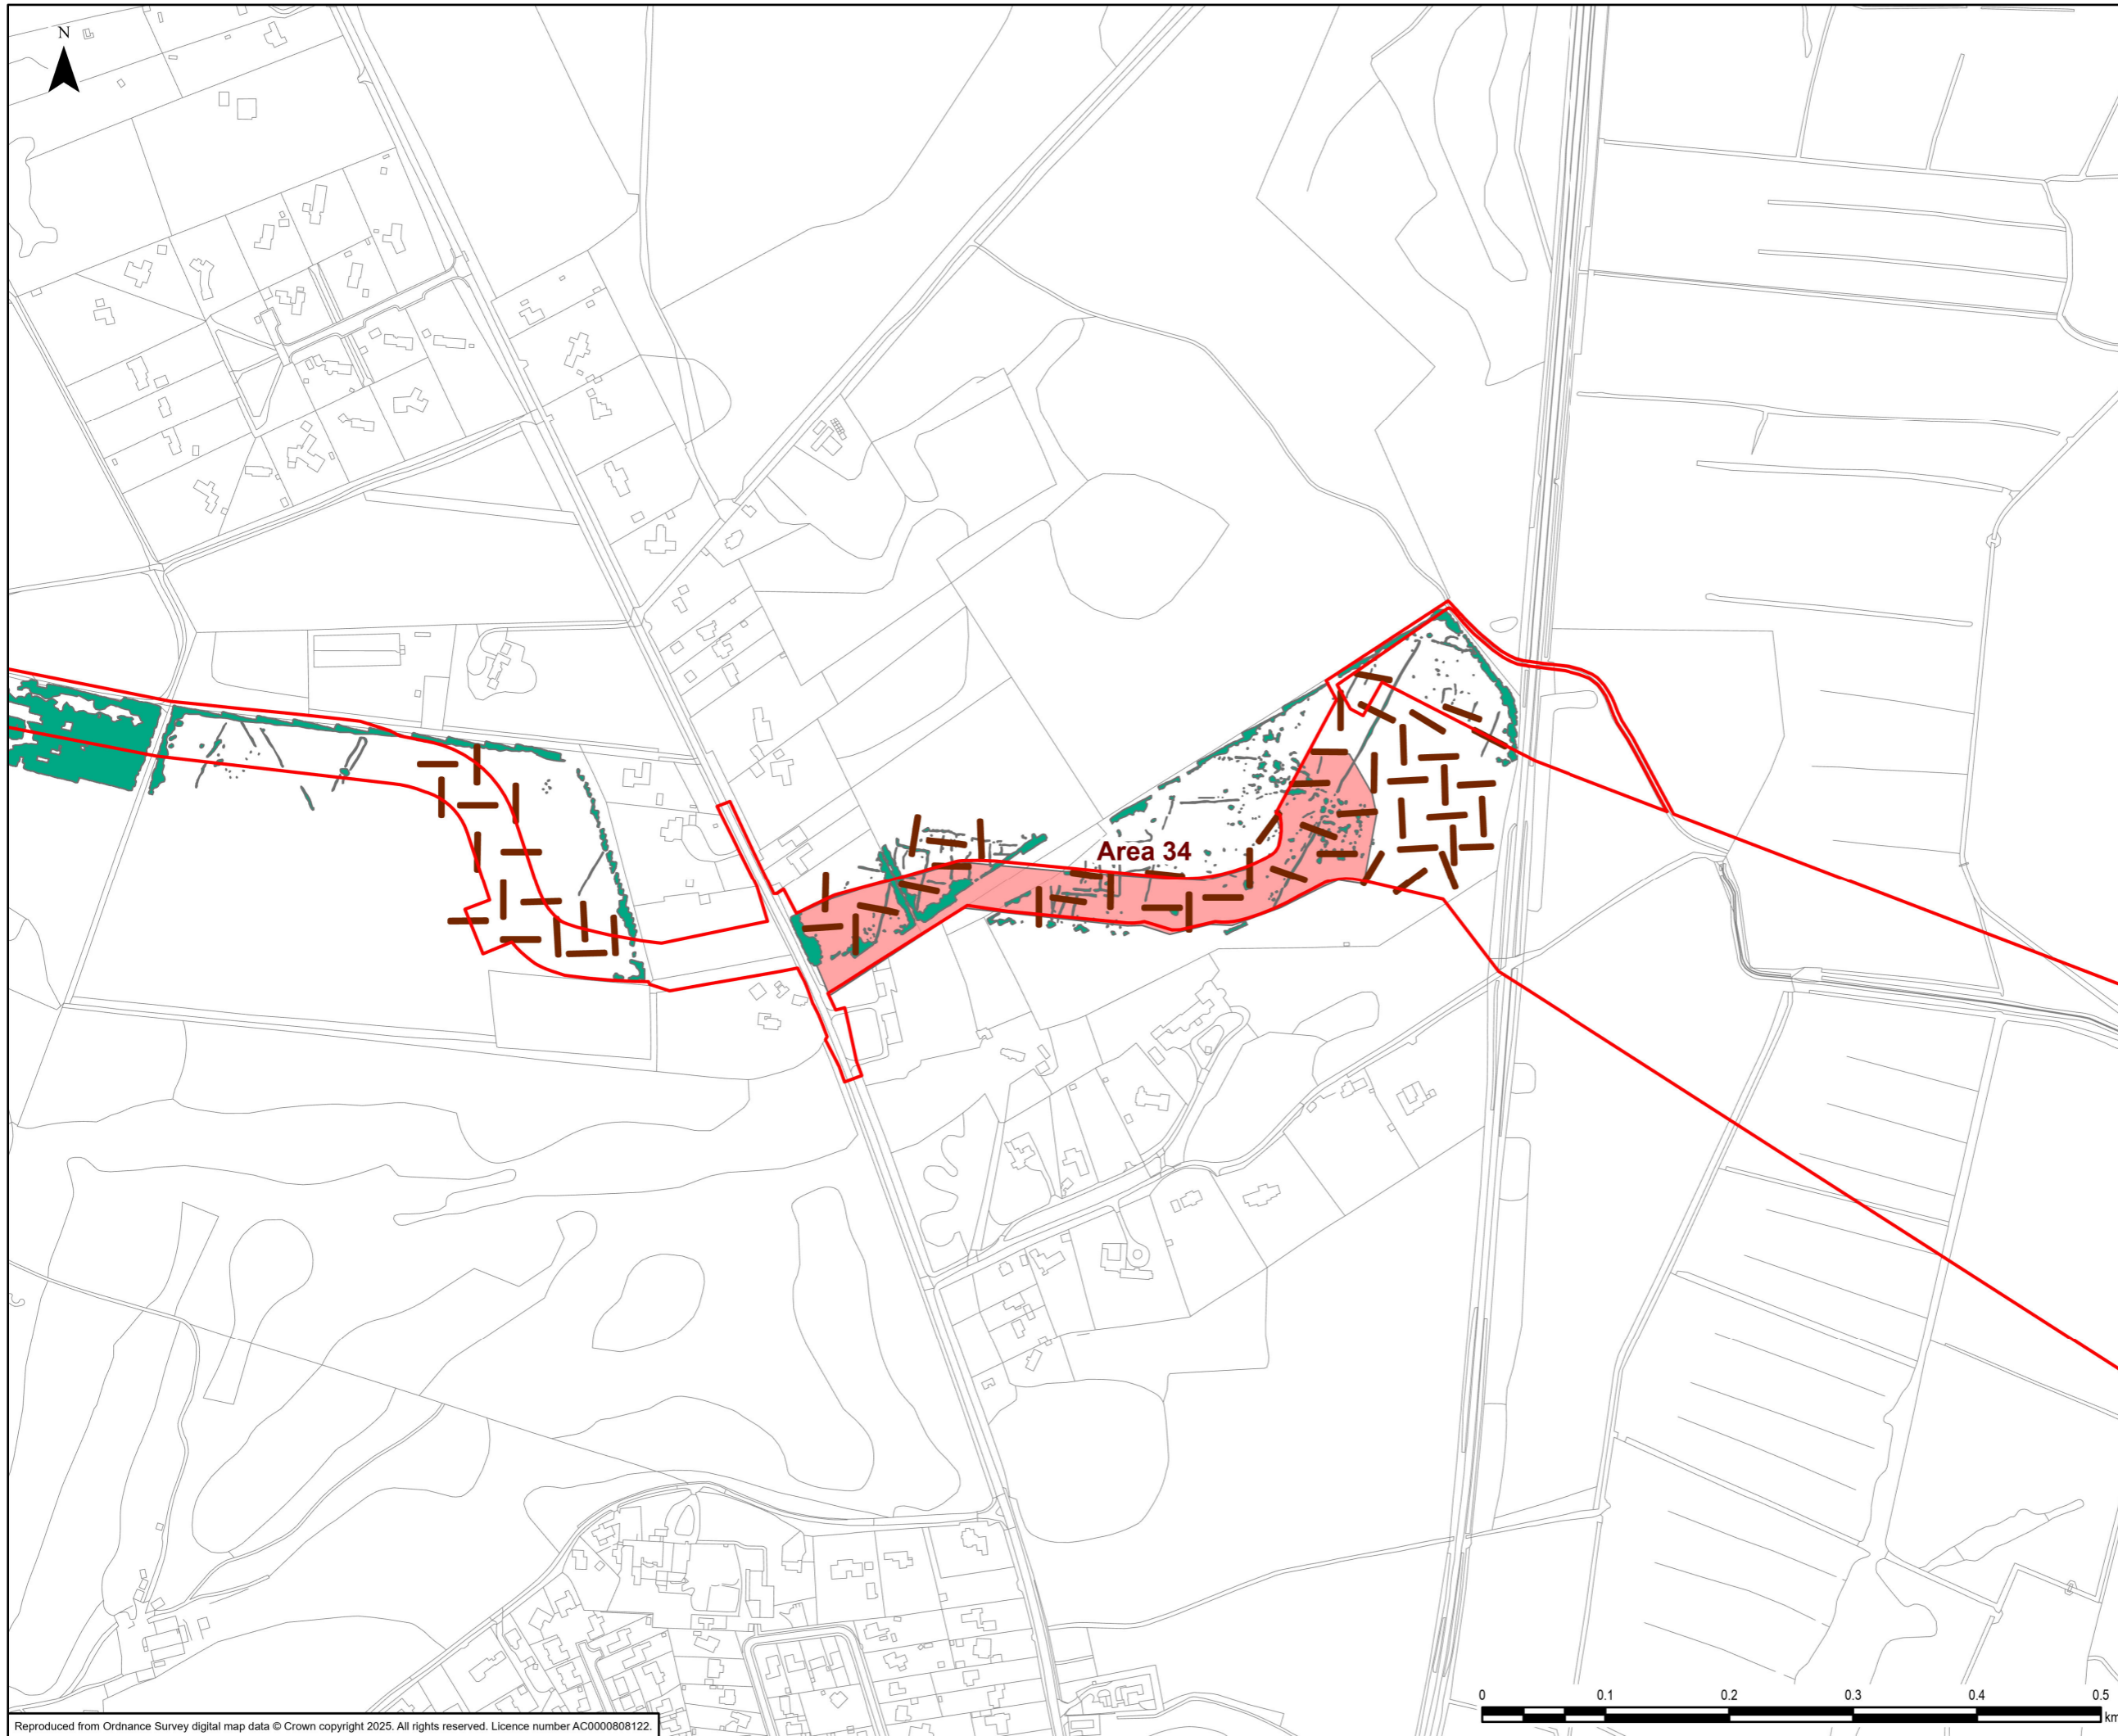 N
Area 34
0 0.1 0.2 0.3 0.4 0.5
km
Reproduced from Ordnance Survey digital map data © Crown copyright 2025. All rights reserved. Licence number AC0000808122.